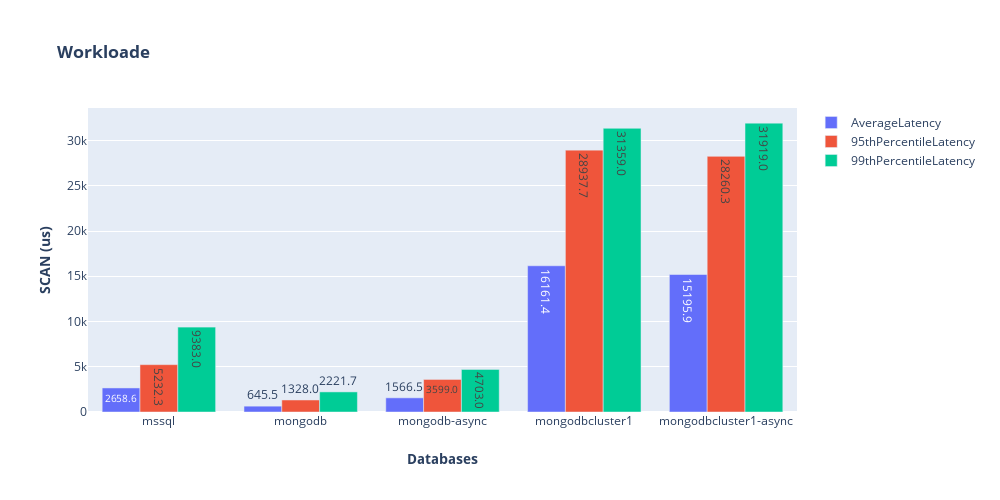 Workloade
AverageLatency
95thPercentileLatency
99thPercentileLatency
SCAN (us)
30k
25k
20k
15k
10k
5k
0
2658.6
5232.3
9383.0
645.5
1328.0
2221.7
1566.5
3599.0
4703.0
16161.4
28937.7
31359.0
15195.9
28260.3
31919.0
mssql
mongodb
mongodb-async
mongodbcluster1
mongodbcluster1-async
Databases